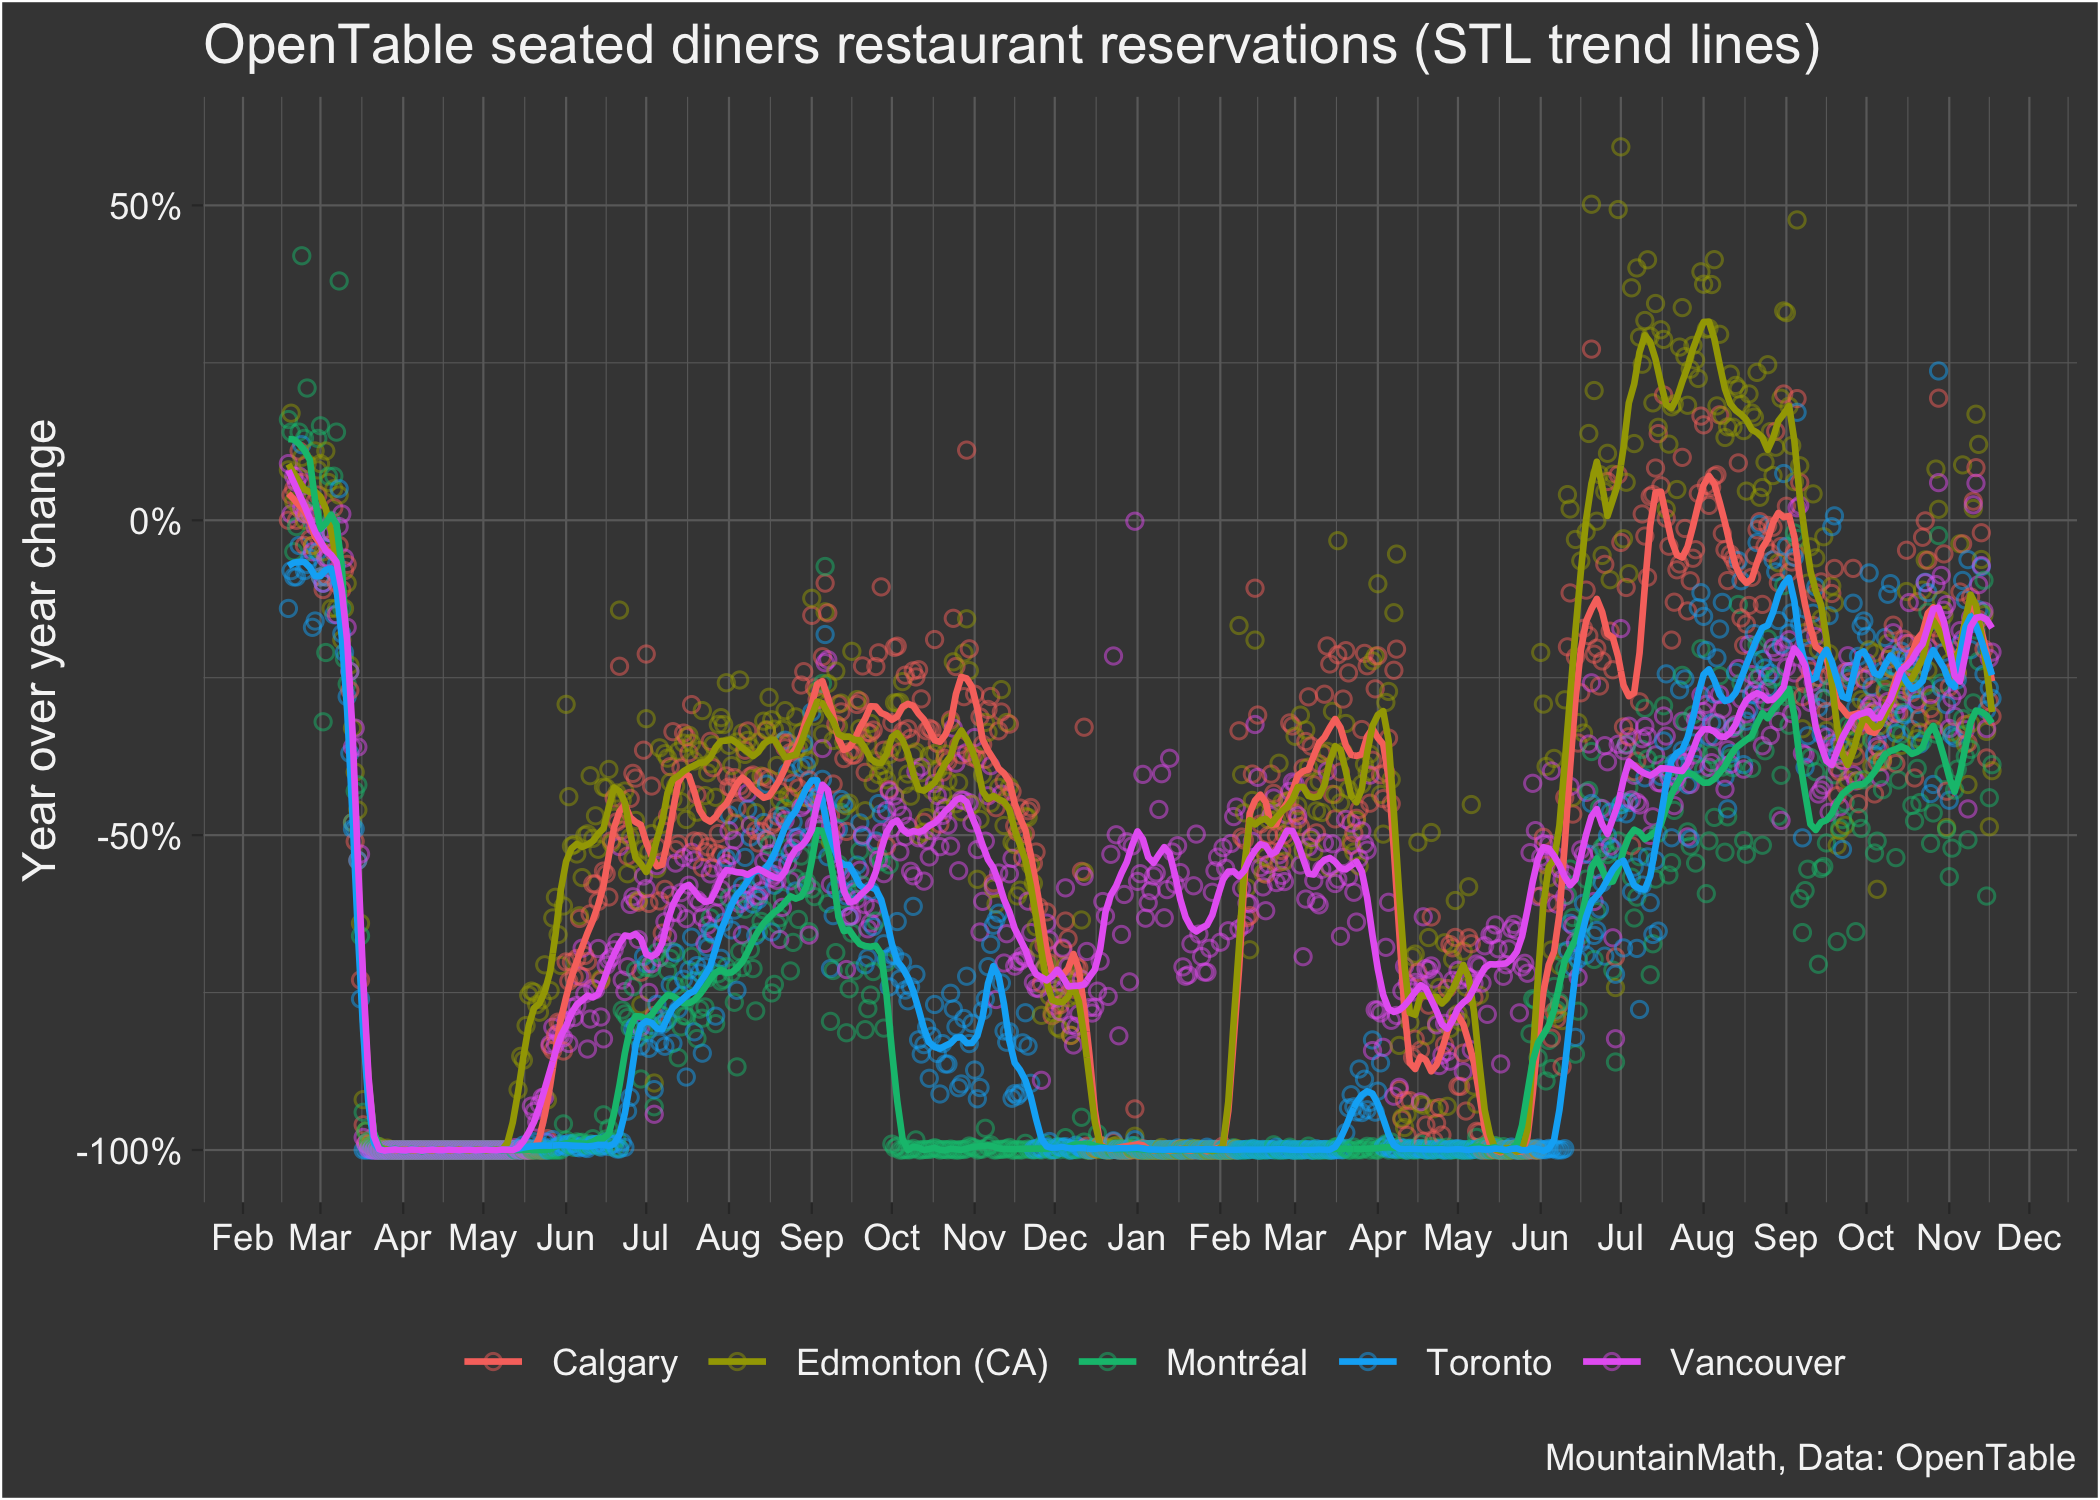 OpenTable seated diners restaurant reservations (STL trend lines)
Year over year change
50%
0%
-50%
-100%
Feb Mar Apr May Jun Jul Aug Sep Oct Nov Dec Jan Feb Mar Apr May Jun Jul Aug Sep Oct Nov Dec
Calgary Edmonton (CA) Montréal Toronto Vancouver
MountainMath, Data: OpenTable